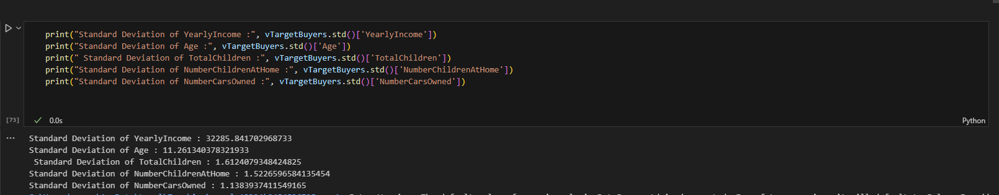 print("Standard Deviation of YearlyIncome :", vTargetBuyers.std()['YearlyIncome'])
print("Standard Deviation of Age :", vTargetBuyers.std()['Age'])
print(" Standard Deviation of TotalChildren :", vTargetBuyers.std()['TotalChildren'])
print("Standard Deviation of NumberChildrenAtHome :", vTargetBuyers.std()['NumberChildrenAtHome'])
print("Standard Deviation of NumberCarsOwned :", vTargetBuyers.std()['NumberCarsOwned'])
[73] 0.0s Python
Standard Deviation of YearlyIncome : 32285.841702968733
Standard Deviation of Age : 11.261340378321933
 Standard Deviation of TotalChildren : 1.6124079348424825
Standard Deviation of NumberChildrenAtHome : 1.5226596584135454
Standard Deviation of NumberCarsOwned : 1.1383937411549165